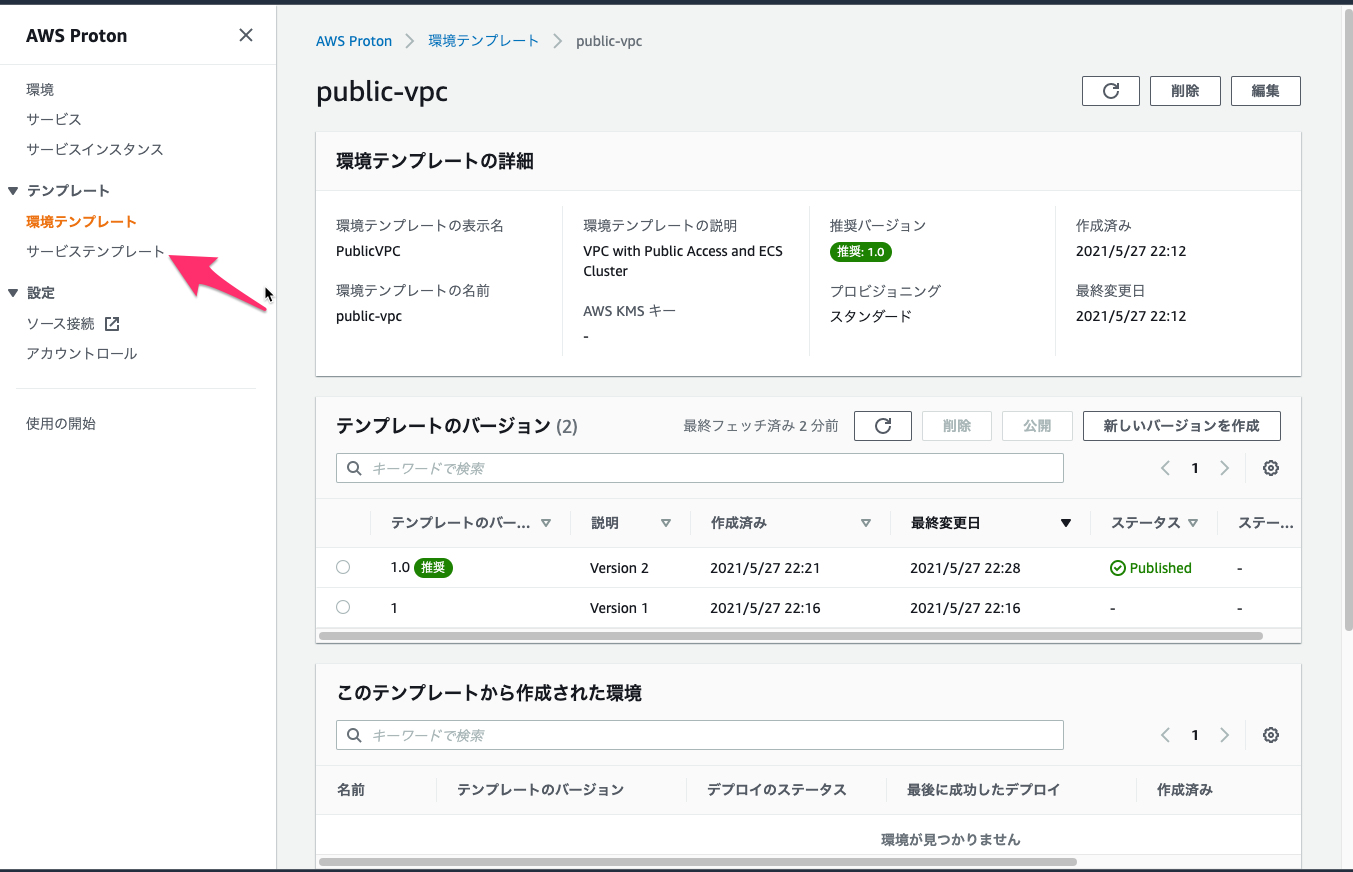 AWS Proton
環境
サービス
サービスインスタンス
テンプレート
環境テンプレート
サービステンプレート
設定
ソース接続
アカウントロール
使用の開始
AWS Proton 環境テンプレート public-vpc
public-vpc 削除 編集
環境テンプレートの詳細
環境テンプレートの表示名
PublicVPC
環境テンプレートの名前
public-vpc
環境テンプレートの説明
VPC with Public Access and ECS
Cluster
AWS KMS キー
-
推奨バージョン
推奨: 1.0
プロビジョニング
スタンダード
作成済み
2021/5/27 22:12
最終変更日
2021/5/27 22:12
テンプレートのバージョン (2) 最終フェッチ済み 2 分前 削除 公開 新しいバージョンを作成
キーワードで検索 1
テンプレートのバー... 説明 作成済み 最終変更日 ステータス ステー...
1.0 推奨 Version 2 2021/5/27 22:21 2021/5/27 22:28 Published -
1 Version 1 2021/5/27 22:16 2021/5/27 22:16 - -
このテンプレートから作成された環境
キーワードで検索 1
名前 テンプレートのバージョン デプロイのステータス 最後に成功したデプロイ 作成済み
環境が見つかりません